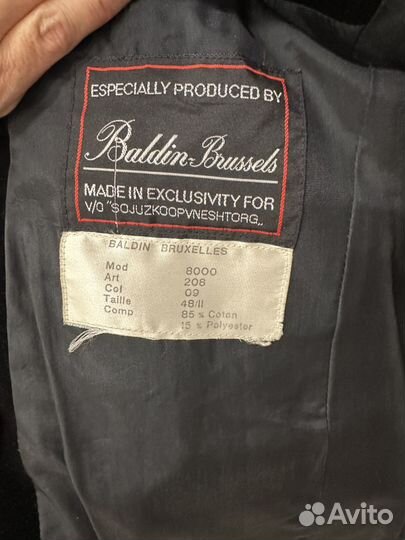 ESPECIALLY PRODUCED BY
Baldin-Brussels
MADE IN EXCLUSIVITY FOR
V/O "SOJUZKOOPVNESHTORG„
BALDIN BRUXELLES
Mod 8000
Art 206
Col 09
Taille 48/II
Comp 85 % Coton
15 % Polyester
Avito